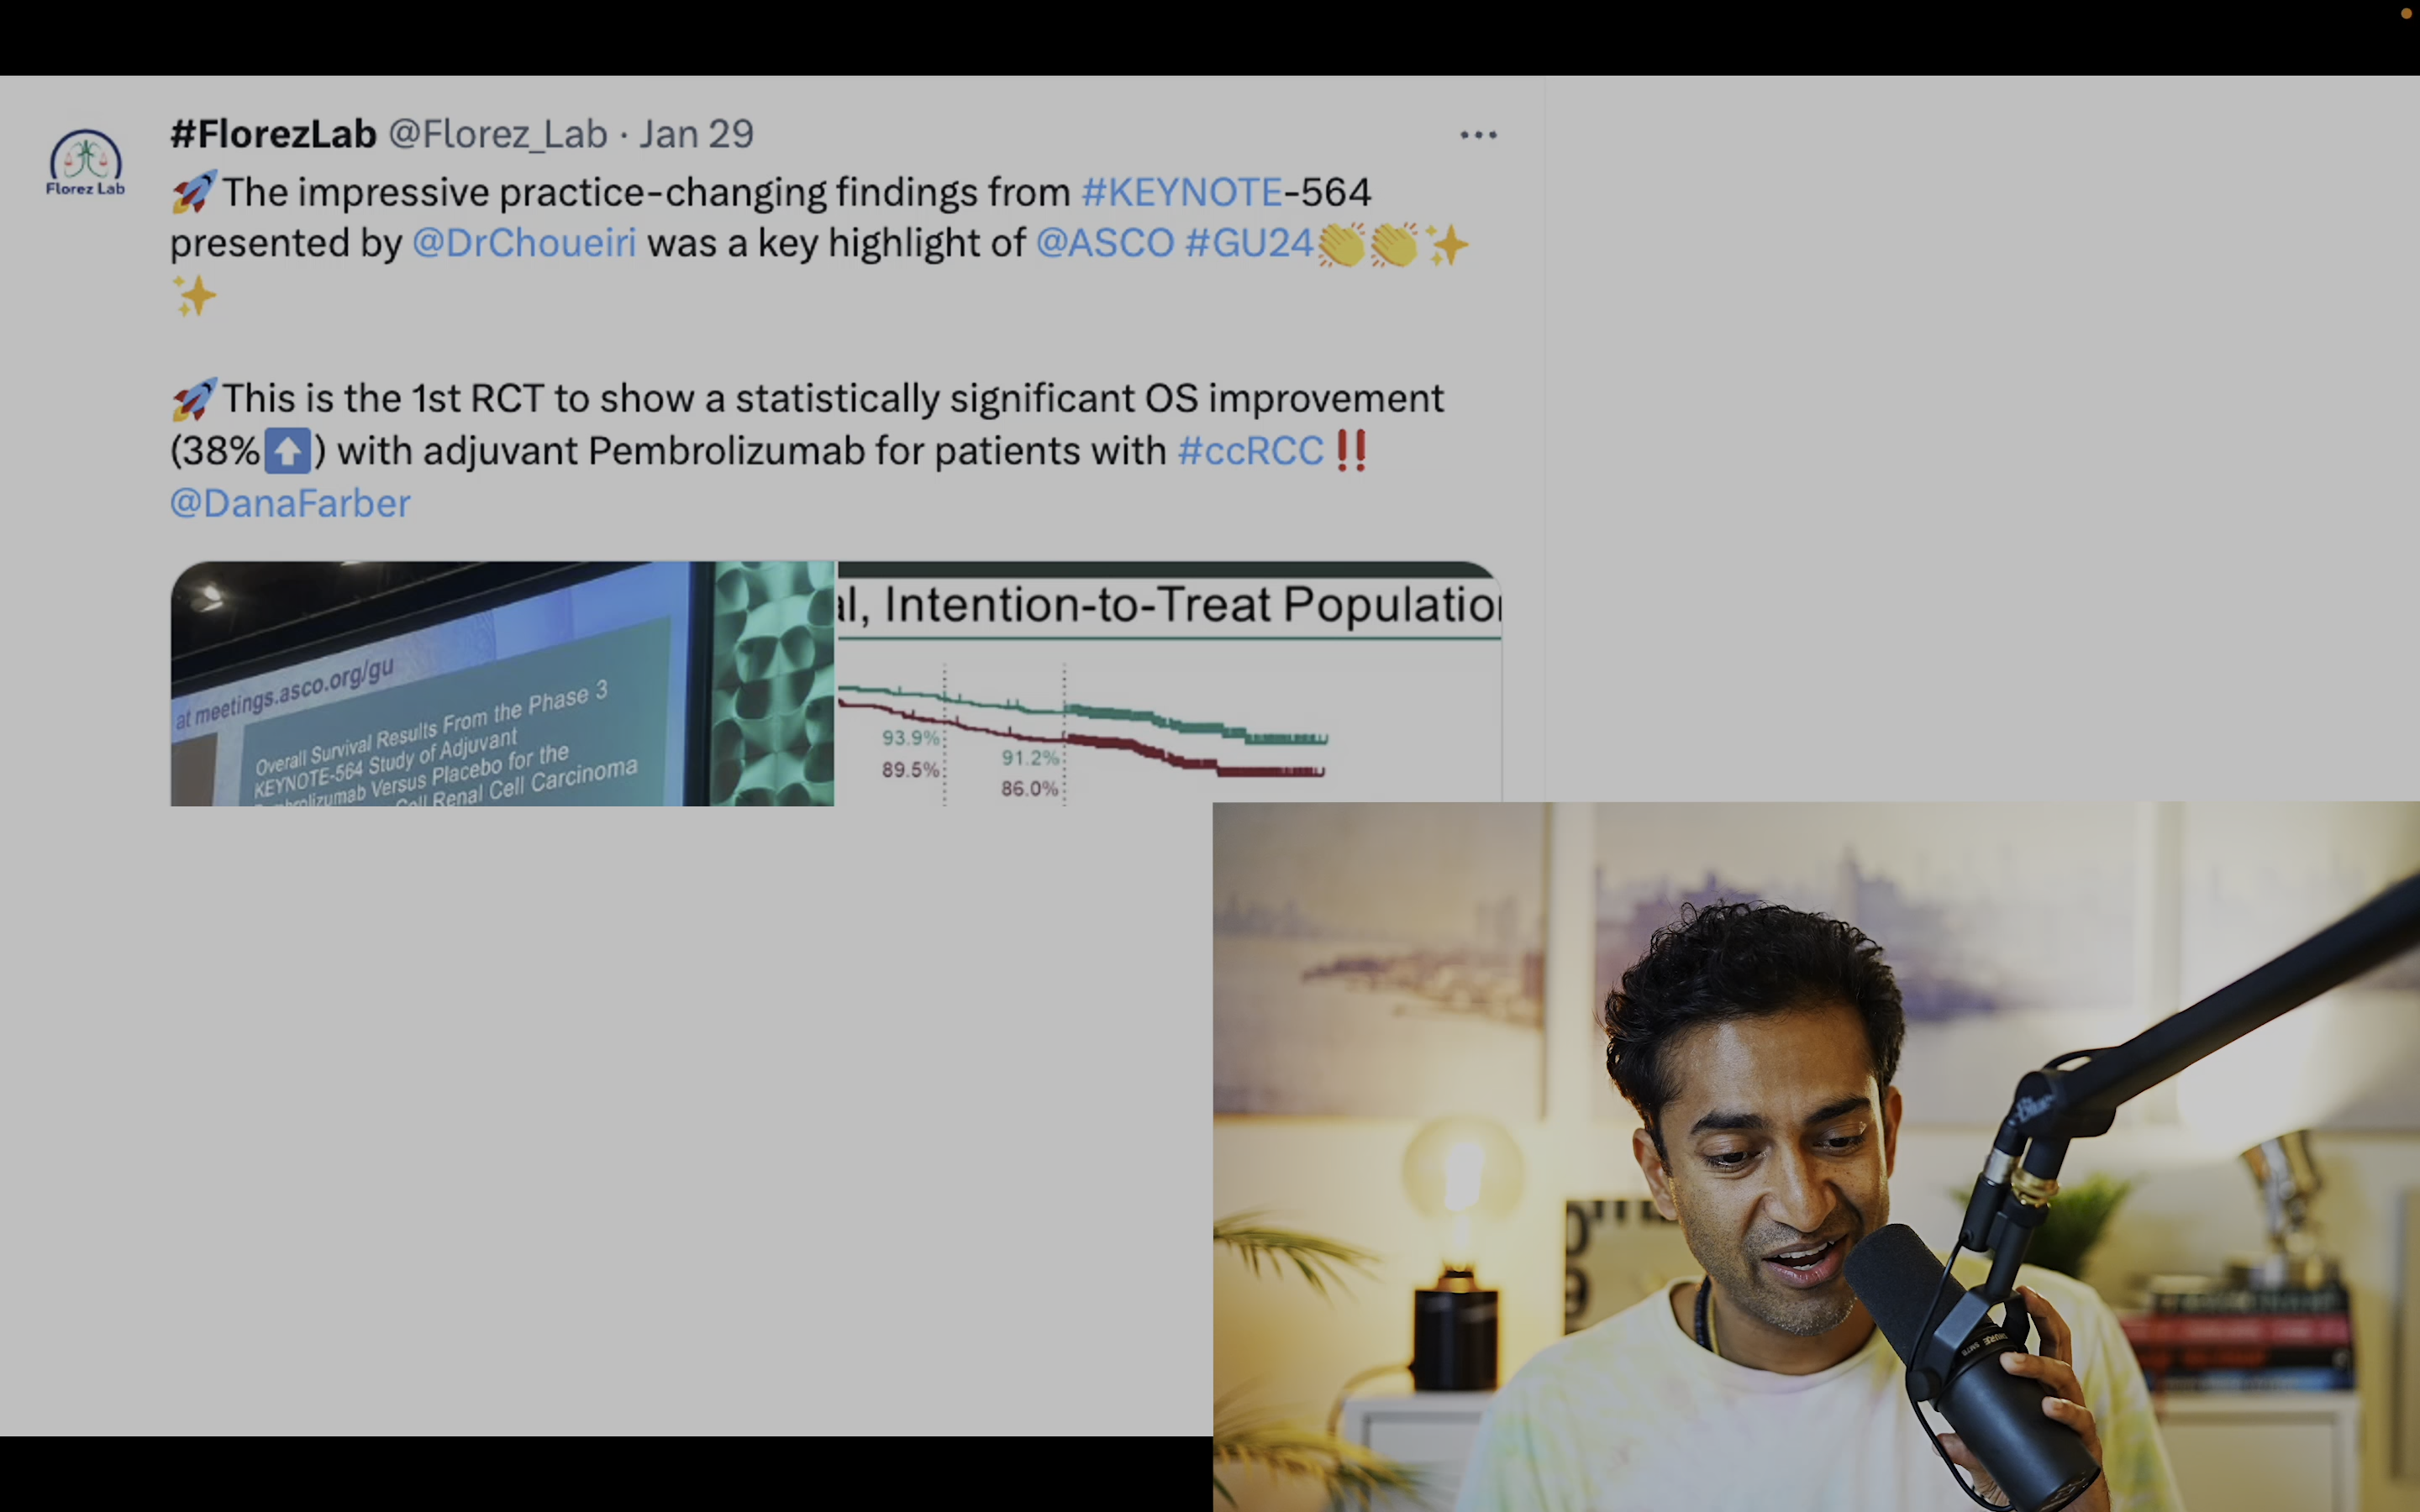 #FlorezLab @Florez_Lab · Jan 29
Florez Lab
🚀The impressive practice-changing findings from #KEYNOTE-564
presented by @DrChoueiri was a key highlight of @ASCO #GU24👏👏✨
✨
🚀This is the 1st RCT to show a statistically significant OS improvement
(38%⬆️) with adjuvant Pembrolizumab for patients with #ccRCC‼️
@DanaFarber
at meetings.asco.org/gu
Overall Survival Results From the Phase 3
KEYNOTE-564 Study of Adjuvant
Versus Placebo for the
Renal Cell Carcinoma
Intention-to-Treat
93.9%
89.5%
91.2%
86.0%
Blue
SHURE SM7B